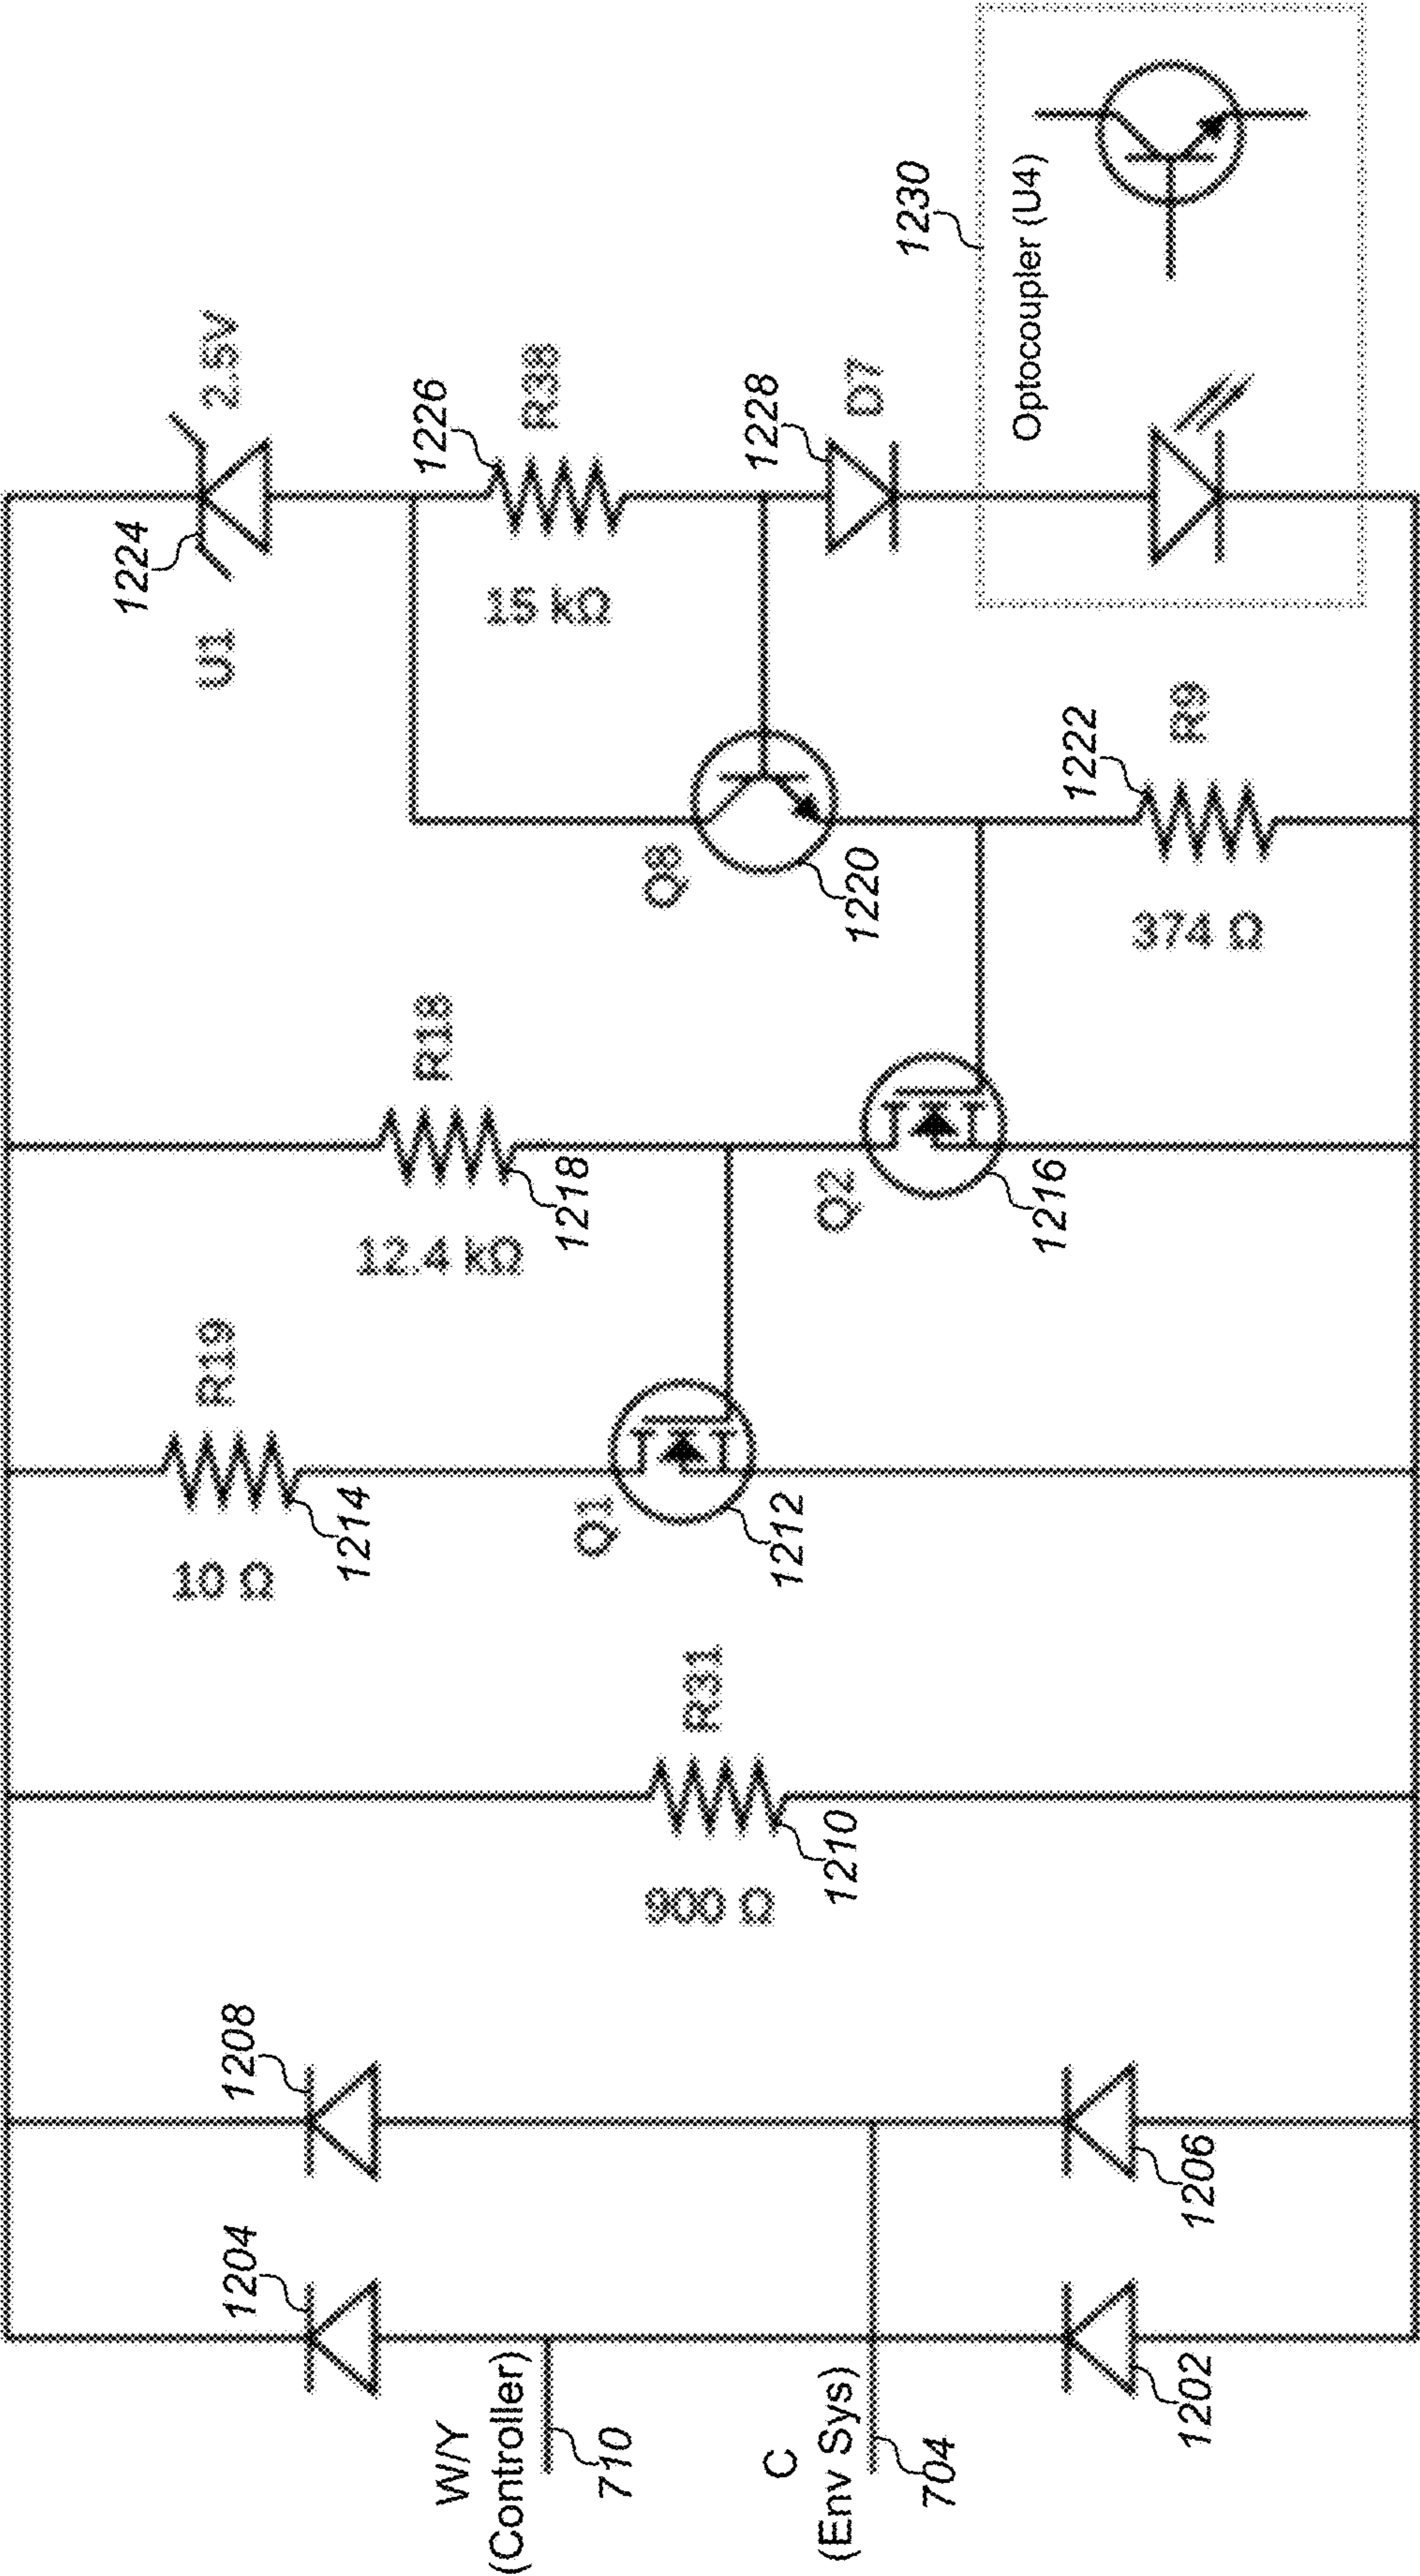 W/Y
(Controller)
710
C
(Env Sys)
704
1204
1208
1202
1206
R31
900 Ω
1210
R19
10 Ω
1214
Q1
1212
R18
12.4 kΩ
1218
Q2
1216
Q8
1220
1222
R9
374 Ω
1224
U1
2.5V
1226
R38
15 kΩ
1228
D7
1230
Optocoupler (U4)